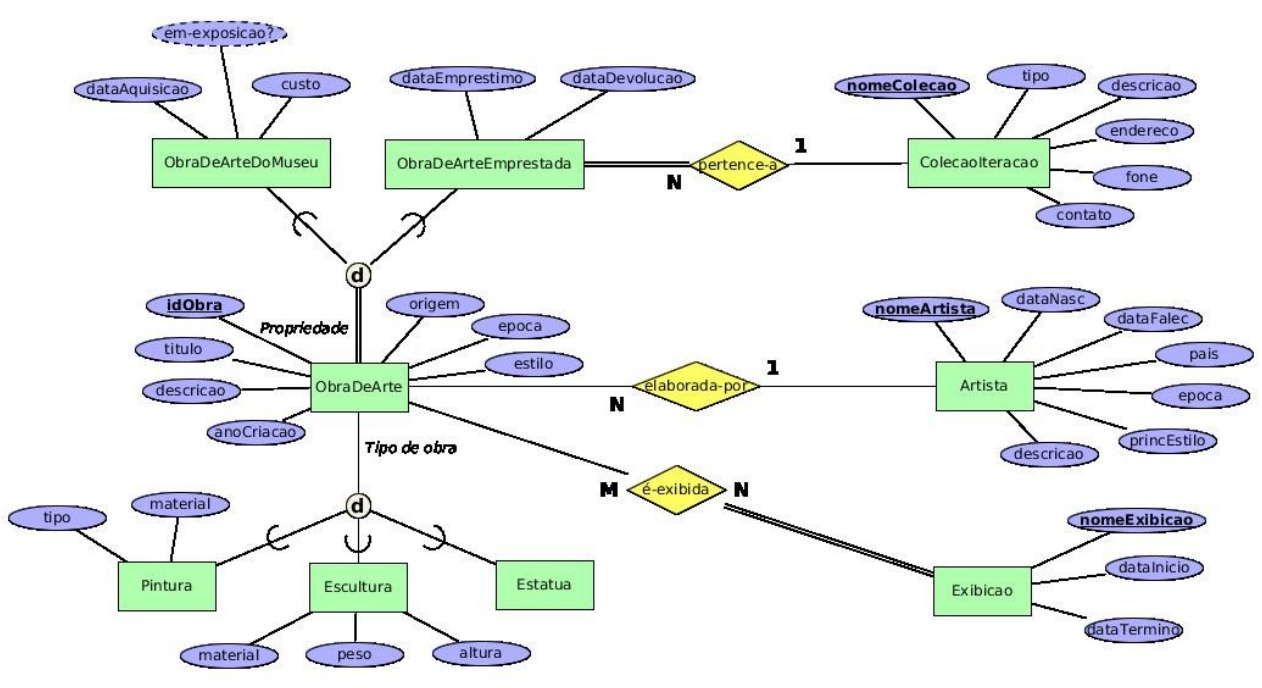 em-exposicao?
dataAquisicao
custo
dataEmprestimo
dataDevolucao
nomeColecao
tipo
descricao
endereco
fone
contato
ObraDeArteDoMuseu
ObraDeArteEmprestada
pertence-a
N
1
ColecaoIteracao
d
Propriedade
idObra
titulo
descricao
anoCriacao
origem
epoca
estilo
ObraDeArte
elaborada-por
N
1
Artista
nomeArtista
dataNasc
dataFalec
pais
epoca
princEstilo
descricao
Tipo de obra
d
M
é-exibida
N
tipo
material
Pintura
Escultura
Estatua
material
peso
altura
Exibicao
nomeExibicao
dataInicio
dataTermino